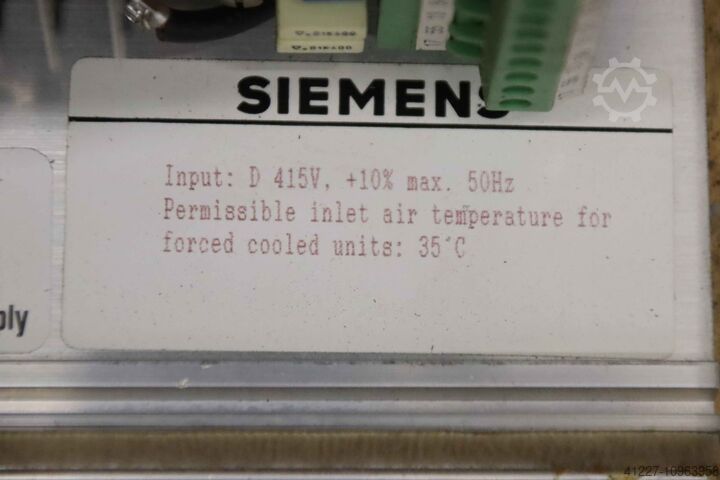 SIEMENS
Input: D 415V, +10% max. 50Hz
Permissible inlet air temperature for
forced cooled units: 35°C
ply
41227-10963958